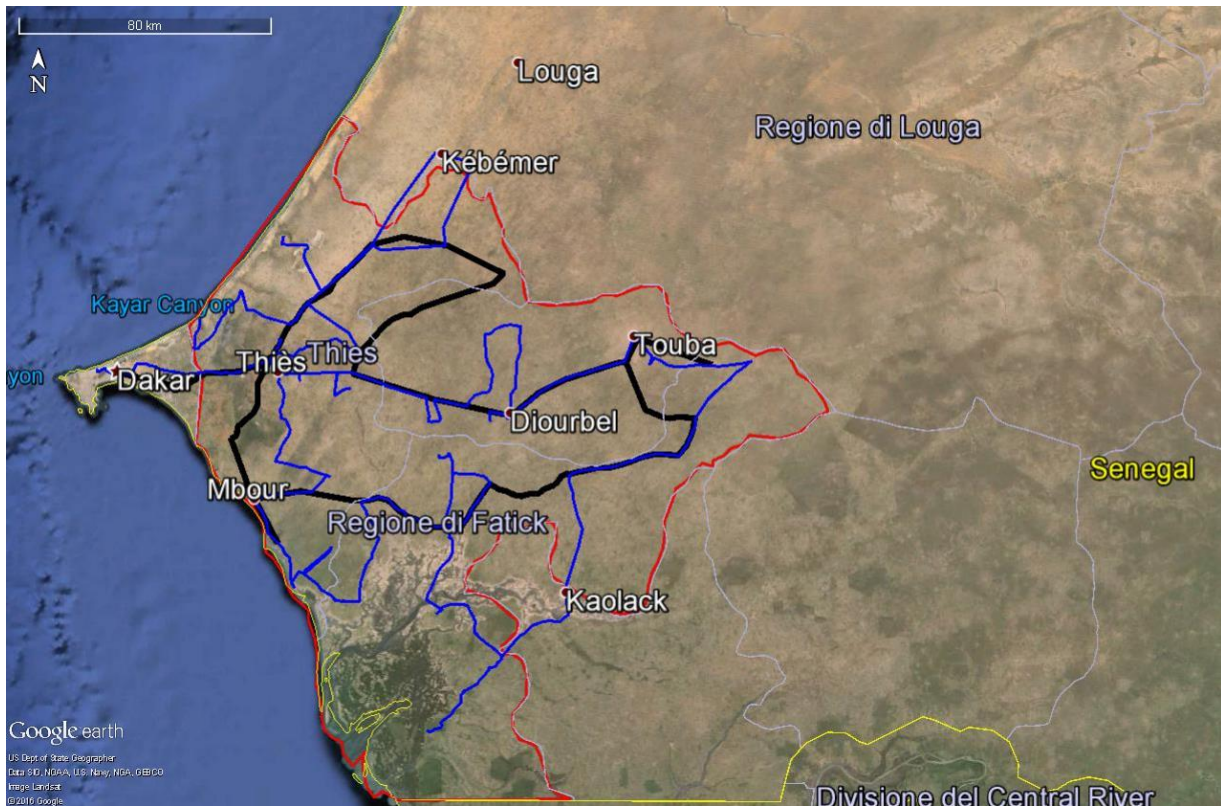 80 km
N
Louga
Regione di Louga
Kébémer
Kayar Canyon
Thiès
Thies
Touba
yon
Dakar
Diourbel
Senegal
Mbour
Regione di Fatick
Kaolack
Google earth
US Dept of State Geographer
Data SIO, NOAA, U.S. Navy, NGA, GEBCO
Image Landsat
© 2016 Google
Divisione del Central River